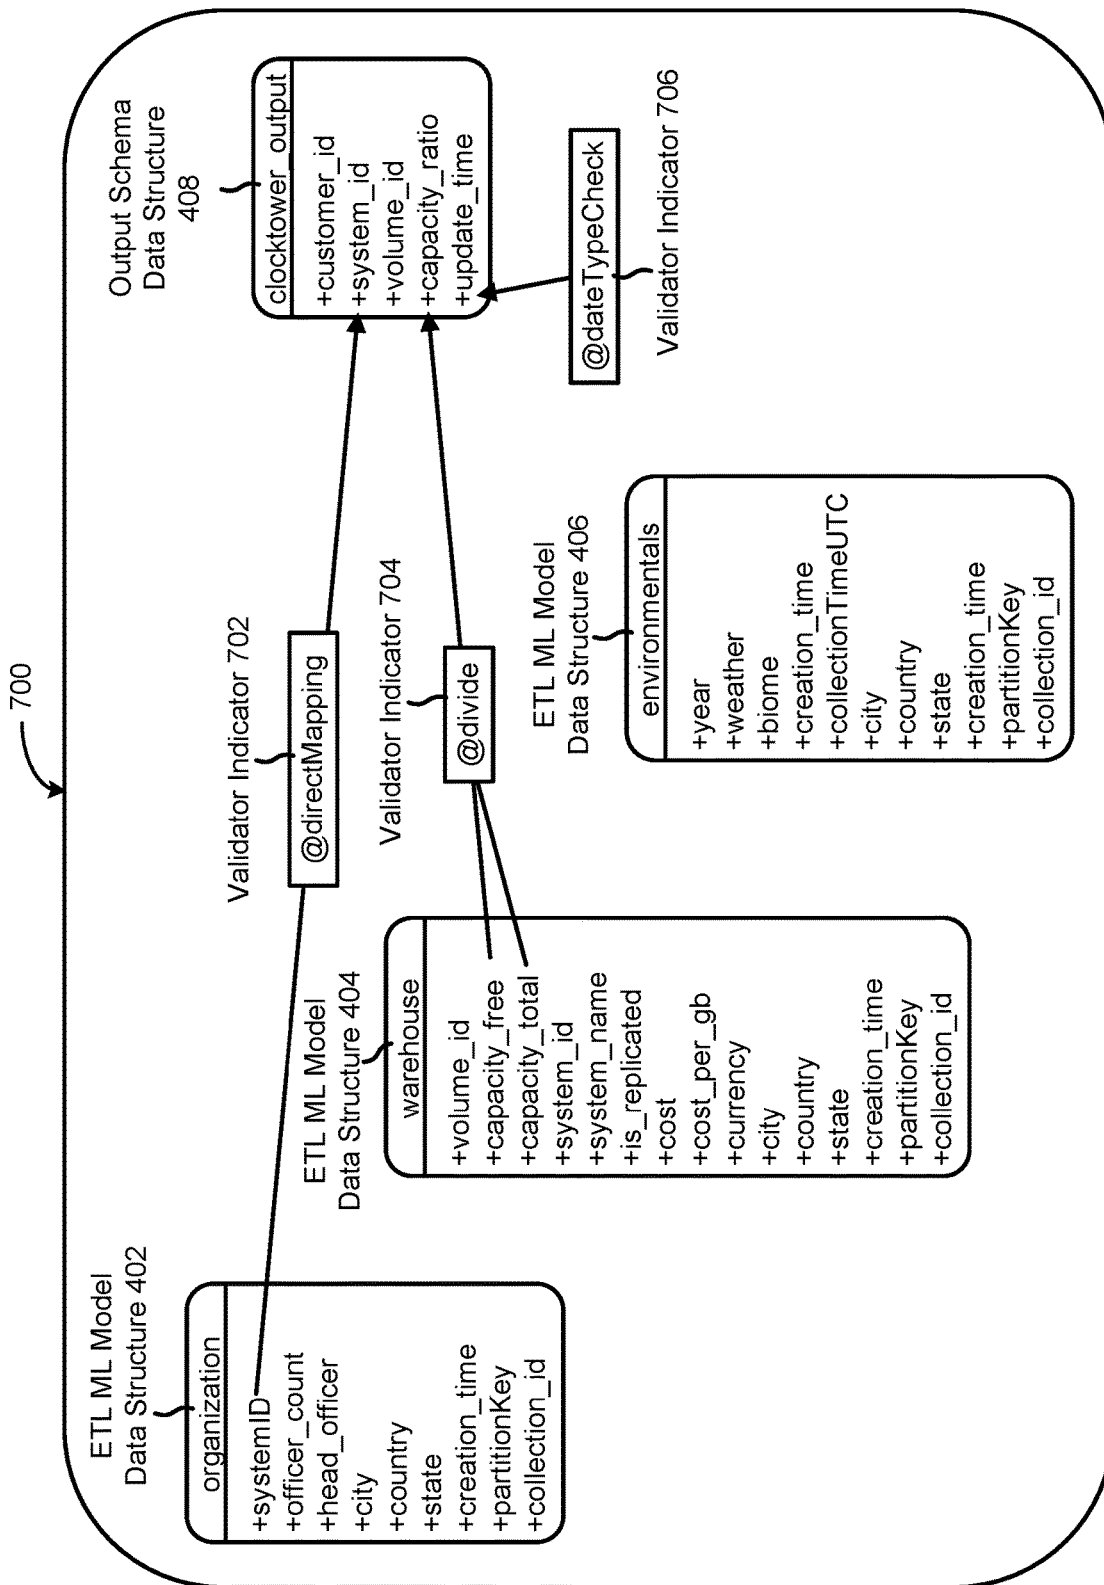 700
ETL ML Model
Data Structure 402
organization
+systemID
+officer_count
+head_officer
+city
+country
+state
+creation_time
+partitionKey
+collection_id
ETL ML Model
Data Structure 404
warehouse
+volume_id
+capacity_free
+capacity_total
+system_id
+system_name
+is_replicated
+cost
+cost_per_gb
+currency
+city
+country
+state
+creation_time
+partitionKey
+collection_id
Validator Indicator 702
@directMapping
Validator Indicator 704
@divide
ETL ML Model
Data Structure 406
environmentals
+year
+weather
+biome
+creation_time
+collectionTimeUTC
+city
+country
+state
+creation_time
+partitionKey
+collection_id
Output Schema
Data Structure
408
clocktower_output
+customer_id
+system_id
+volume_id
+capacity_ratio
+update_time
@dateTypeCheck
Validator Indicator 706